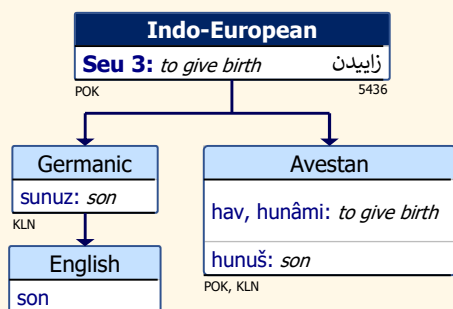 Indo-European
Seu 3: to give birth زاییدن
POK 5436
Germanic
sunuz: son
KLN
English
son
Avestan
hav, hunâmi: to give birth
hunuš: son
POK, KLN